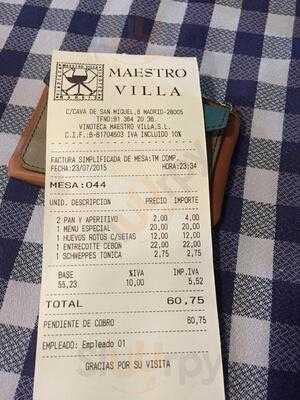 MAESTRO VILLA
MAESTRO
VILLA
C/CAVA DE SAN MIQUEL,8 MADRID-28005
TFNO:91 364 20 36
VINOTECA MAESTRO VILLA,S.L.
C.I.F.:B-81704603 IVA INCLUIDO 10%
FACTURA SIMPLIFICADA DE MESA:TM COMP.
FECHA:23/07/2015 HORA:23:34
MESA:044
UNID. DESCRIPCION PRECIO IMPORTE
2 PAN Y APERITIVO 2,00 4,00
1 MENU ESPECIAL 20,00 20,00
1 HUEVOS ROTOS C/SETAS 12,00 12,00
1 ENTRECOTTE CEBON 22,00 22,00
1 SCHWEPPES TONICA 2,75 2,75
BASE %IVA IMP.IVA
55,23 10,00 5,52
TOTAL 60,75
PENDIENTE DE COBRO 60,75
EMPLEADO: Empleado 01
GRACIAS POR SU VISITA